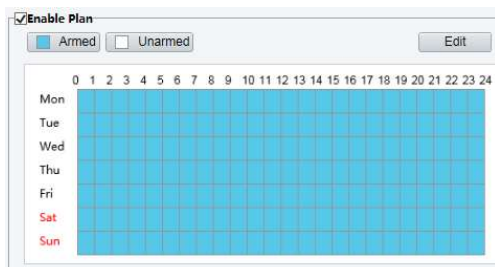 Enable Plan
Armed Unarmed Edit
0 1 2 3 4 5 6 7 8 9 10 11 12 13 14 15 16 17 18 19 20 21 22 23 24
Mon
Tue
Wed
Thu
Fri
Sat
Sun